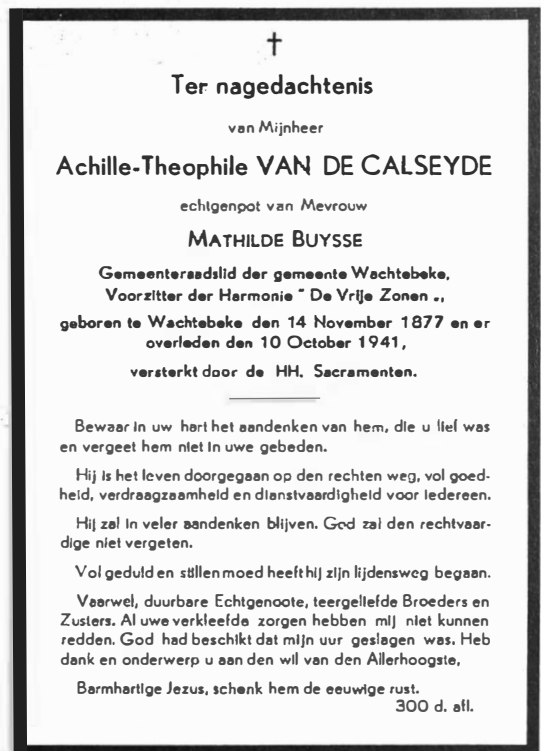 Ter nagedachtenis
van Mijnheer
Achille-Theophile VAN DE CALSEYDE
echtgenpot van Mevrouw
MATHILDE BUYSSE
Gemeenteraadslid der gemeente Wachtebeke,
Voorzitter der Harmonie " De Vrije Zonen „,
geboren te Wachtebeke den 14 November 1877 en er
overleden den 10 October 1941,
versterkt door de HH. Sacramenten.
Bewaar in uw hart het aandenken van hem, die u lief was
en vergeet hem niet in uwe gebeden.
Hij is het leven doorgegaan op den rechten weg, vol goed-
heid, verdraagzaamheid en dienstvaardigheid voor iedereen.
Hij zal in veler aandenken blijven. God zal den rechtvaar-
dige niet vergeten.
Vol geduld en stillen moed heeft hij zijn lijdensweg begaan.
Vaarwel, duurbare Echtgenoote, teergeliefde Broeders en
Zusters. Al uwe verkleefde zorgen hebben mij niet kunnen
redden. God had beschikt dat mijn uur geslagen was. Heb
dank en onderwerp u aan den wil van den Allerhoogste,
Barmhartige Jezus, schenk hem de eeuwige rust.
300 d. afl.